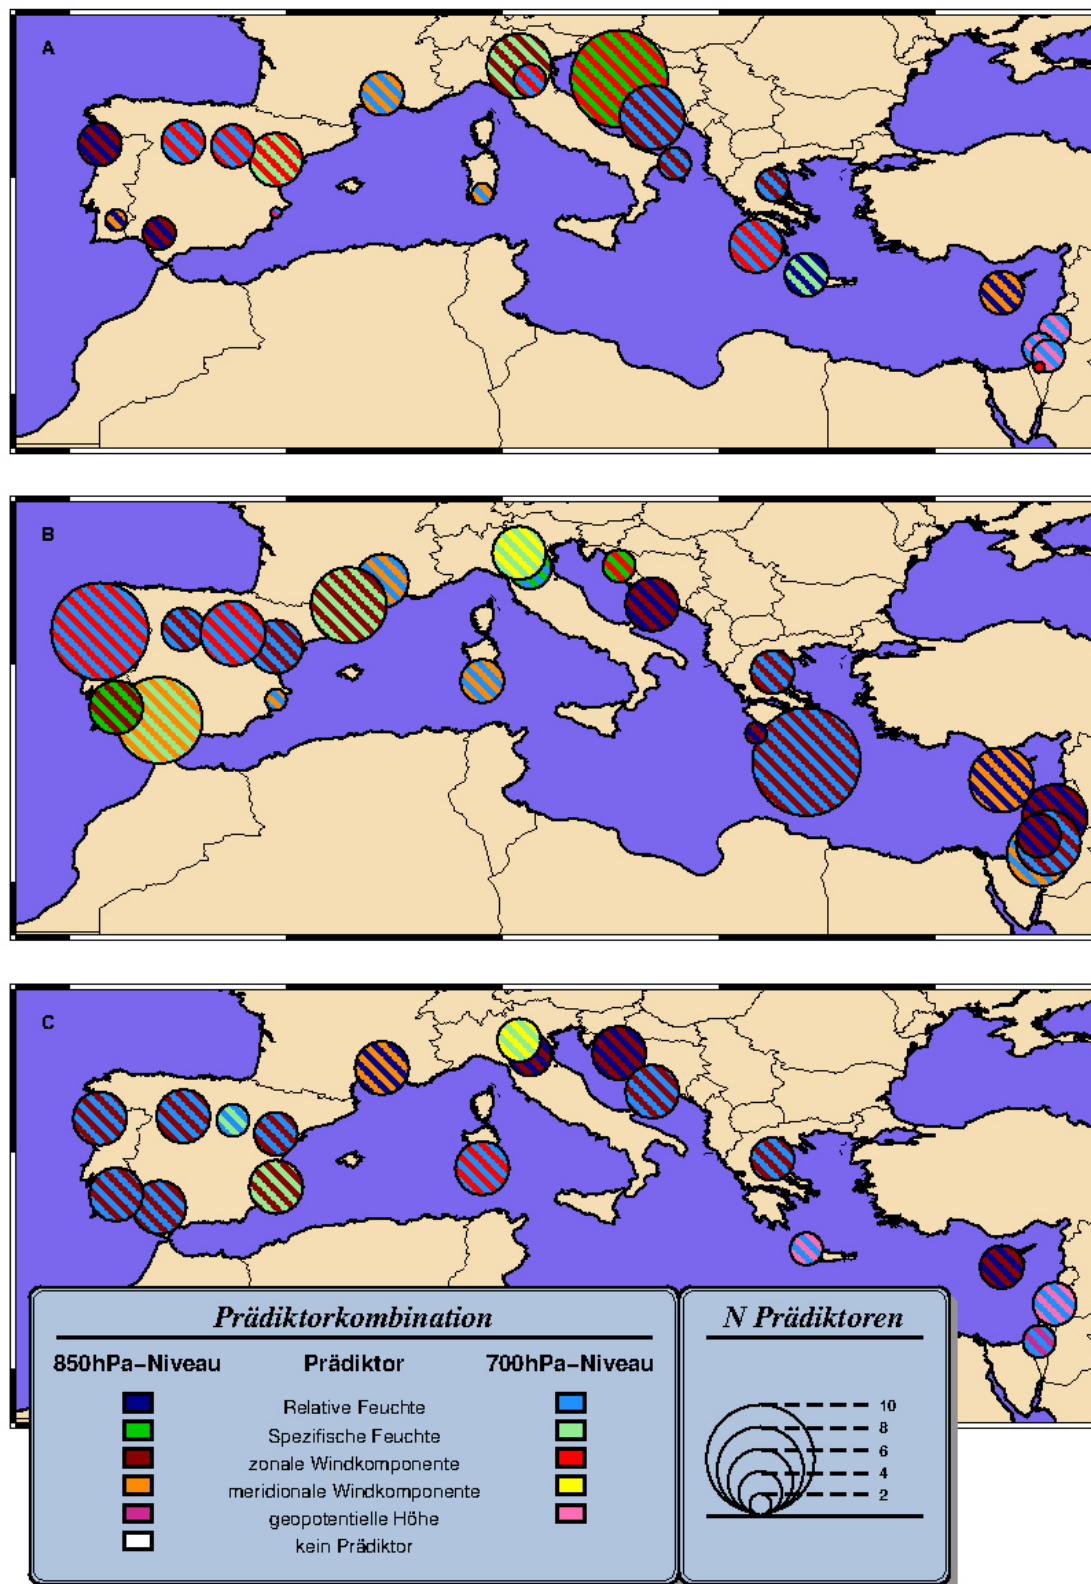 A
B
C
Prädiktorkombination
850hPa–Niveau Prädiktor 700hPa–Niveau
Relative Feuchte
Spezifische Feuchte
zonale Windkomponente
meridionale Windkomponente
geopotentielle Höhe
kein Prädiktor
N Prädiktoren
10
8
6
4
2